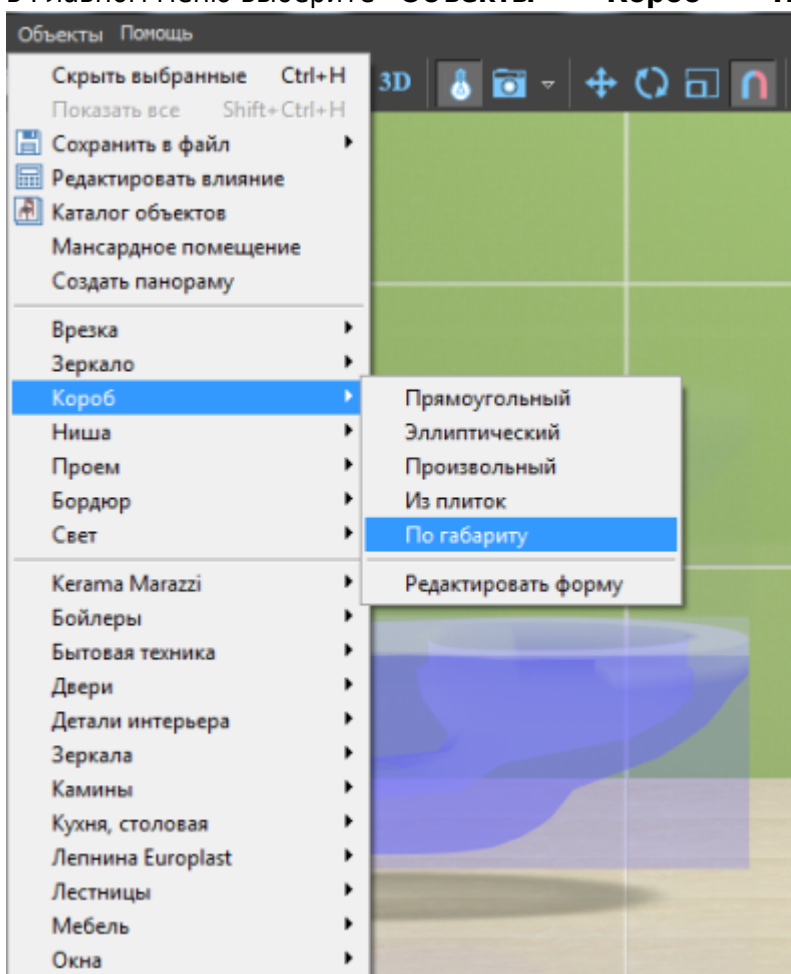 Объекты Помощь
Скрыть выбранные Ctrl+H
3D
Показать все Shift+Ctrl+H
Сохранить в файл
Редактировать влияние
Каталог объектов
Мансардное помещение
Создать панораму
Врезка
Зеркало
Короб
Ниша
Проем
Бордюр
Свет
Прямоугольный
Эллиптический
Произвольный
Из плиток
По габариту
Редактировать форму
Kerama Marazzi
Бойлеры
Бытовая техника
Двери
Детали интерьера
Зеркала
Камины
Кухня, столовая
Лепнина Europlast
Лестницы
Мебель
Окна